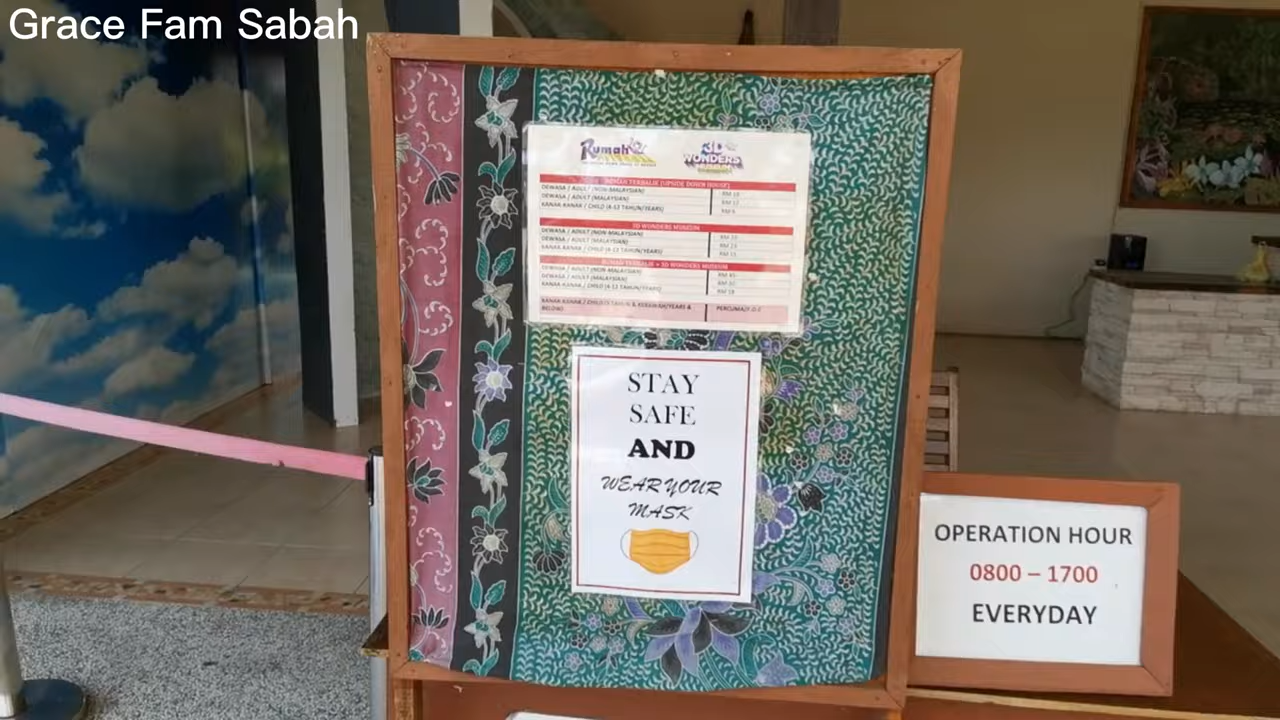 Grace Fam Sabah
Rumah
3D
WONDERS
MUSEUM
RUMAH TERBALIK (UPSIDE DOWN HOUSE)
DEWASA / ADULT (NON-MALAYSIAN)
DEWASA / ADULT (MALAYSIAN)
KANAK-KANAK / CHILD (4-12 TAHUN/YEARS)
3D WONDERS MUSEUM
DEWASA / ADULT (NON-MALAYSIAN)
DEWASA / ADULT (MALAYSIAN)
KANAK-KANAK / CHILD (4-12 TAHUN/YEARS)
RUMAH TERBALIK + 3D WONDERS MUSEUM
DEWASA / ADULT (NON-MALAYSIAN)
DEWASA / ADULT (MALAYSIAN)
KANAK-KANAK / CHILD (4-12 TAHUN/YEARS)
STAY
SAFE
AND
WEAR YOUR
MASK
OPERATION HOUR
0800 – 1700
EVERYDAY